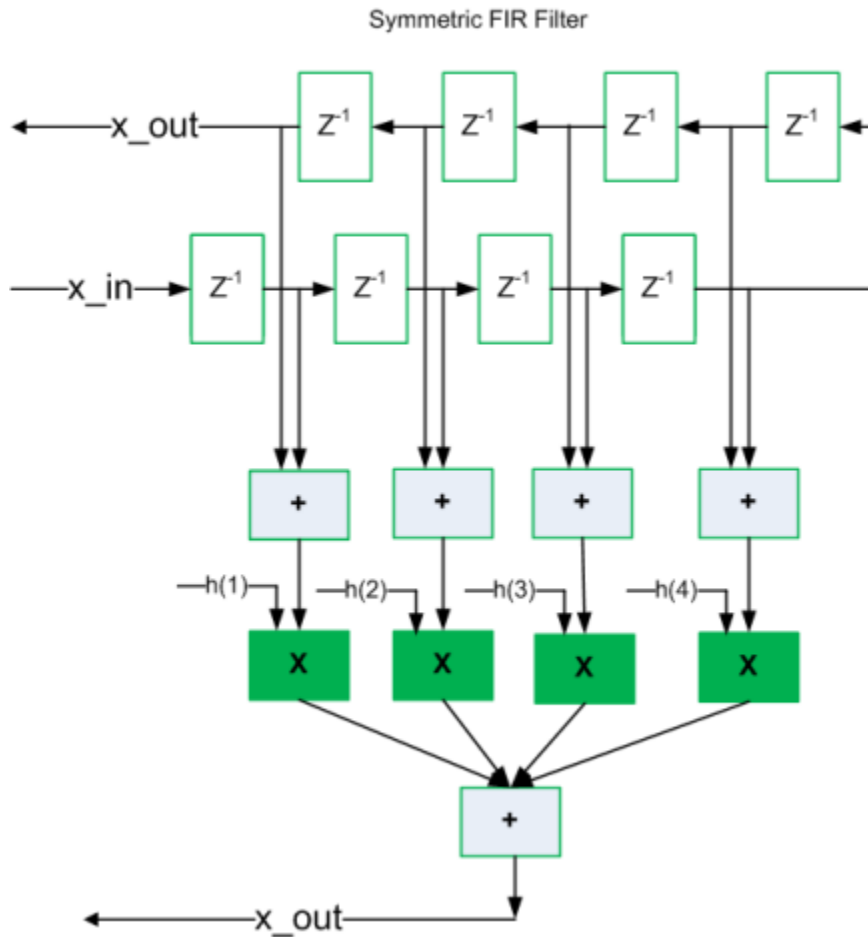 Symmetric FIR Filter
x_out Z⁻¹ Z⁻¹ Z⁻¹ Z⁻¹
x_in Z⁻¹ Z⁻¹ Z⁻¹ Z⁻¹
+ + + +
h(1) h(2) h(3) h(4)
X X X X
+
x_out